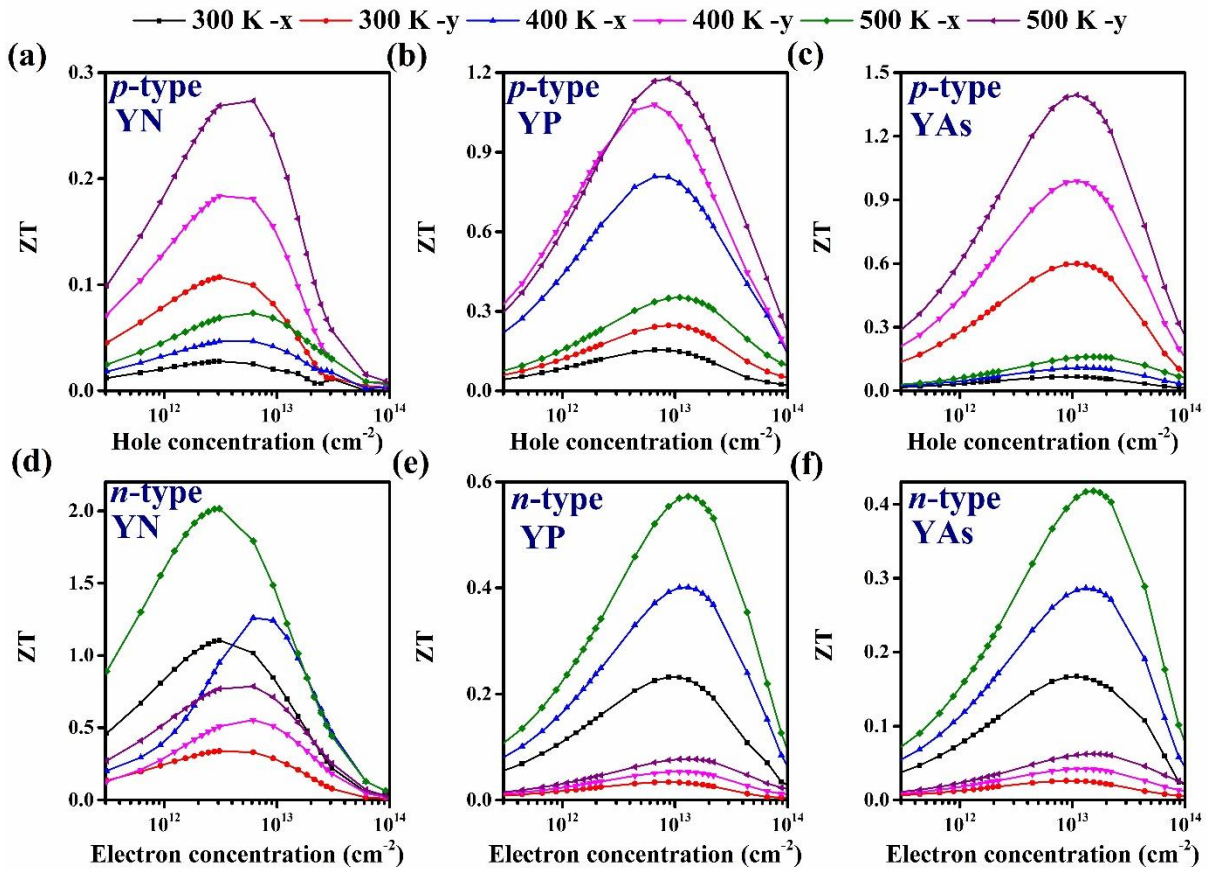 300 K -x 300 K -y 400 K -x 400 K -y 500 K -x 500 K -y
(a) (b) (c)
p-type YN
p-type YP
p-type YAs
ZT ZT ZT
0.3
0.2
0.1
0.0
1.2
0.9
0.6
0.3
0.0
1.5
1.2
0.9
0.6
0.3
0.0
10^12 10^13 10^14 10^12 10^13 10^14 10^12 10^13 10^14
Hole concentration (cm^-2) Hole concentration (cm^-2) Hole concentration (cm^-2)
(d) (e) (f)
n-type YN
n-type YP
n-type YAs
ZT ZT ZT
2.0
1.5
1.0
0.5
0.0
0.6
0.4
0.2
0.0
0.4
0.3
0.2
0.1
0.0
10^12 10^13 10^14 10^12 10^13 10^14 10^12 10^13 10^14
Electron concentration (cm^-2) Electron concentration (cm^-2) Electron concentration (cm^-2)